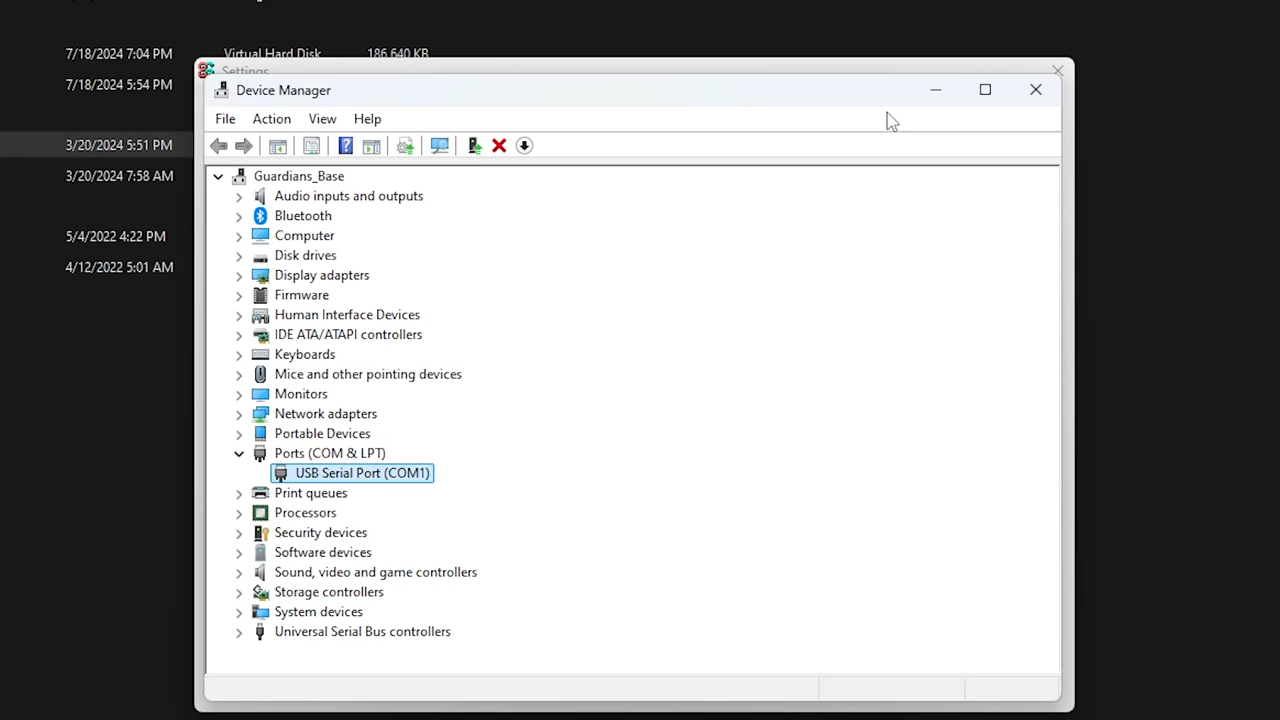 7/18/2024 7:04 PM Virtual Hard Disk 186,640 KB
Settings
7/18/2024 5:54 PM
Device Manager
File Action View Help
3/20/2024 5:51 PM
3/20/2024 7:58 AM
Guardians_Base
Audio inputs and outputs
Bluetooth
5/4/2022 4:22 PM
Computer
Disk drives
4/12/2022 5:01 AM
Display adapters
Firmware
Human Interface Devices
IDE ATA/ATAPI controllers
Keyboards
Mice and other pointing devices
Monitors
Network adapters
Portable Devices
Ports (COM & LPT)
USB Serial Port (COM1)
Print queues
Processors
Security devices
Software devices
Sound, video and game controllers
Storage controllers
System devices
Universal Serial Bus controllers